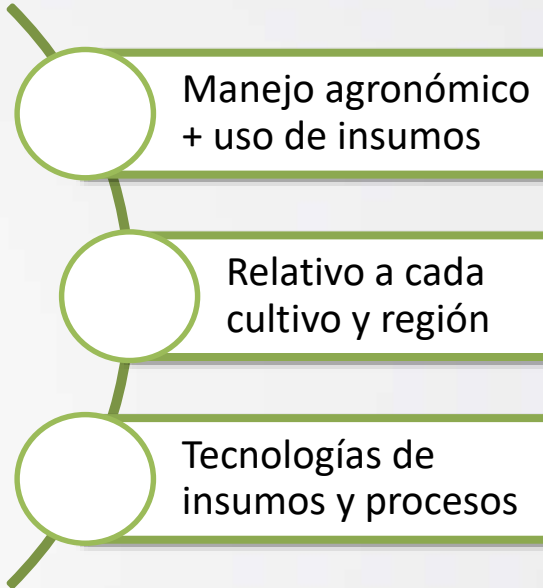 Manejo agronómico
+ uso de insumos
Relativo a cada
cultivo y región
Tecnologías de
insumos y procesos